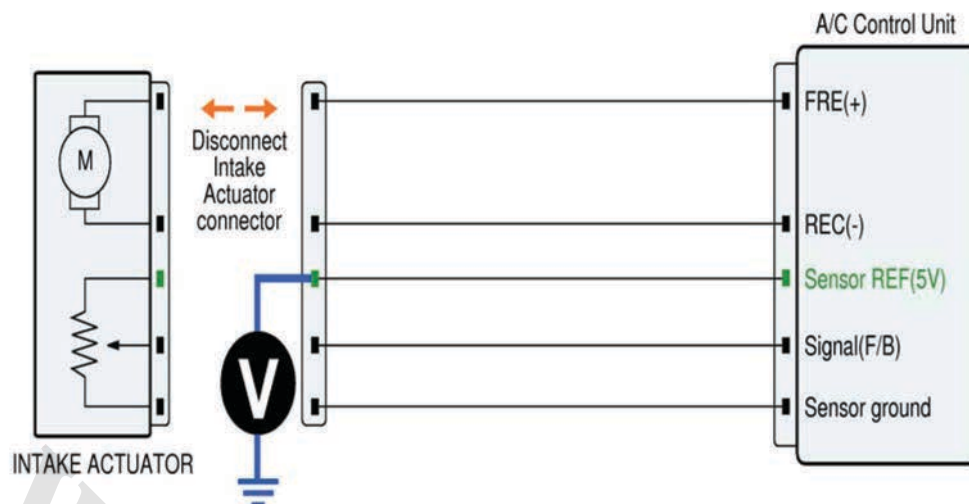 A/C Control Unit
FRE(+)
M
Disconnect
Intake
Actuator
connector
REC(-)
Sensor REF(5V)
V
Signal(F/B)
Sensor ground
INTAKE ACTUATOR